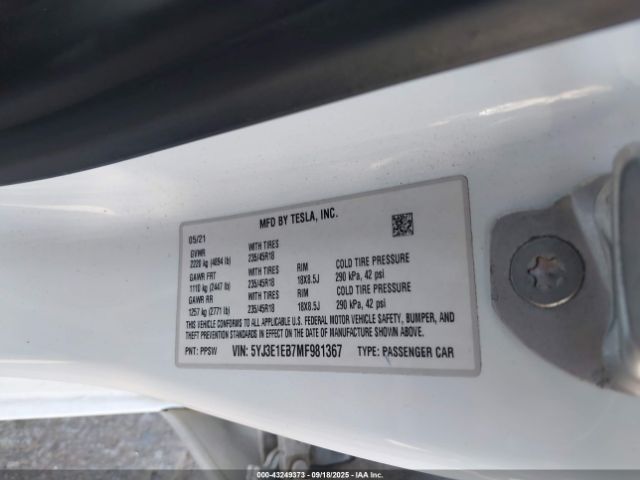 MFD BY TESLA, INC.
05/21
GVWR WITH TIRES
2220 kg (4894 lb) 235/45R18
GAWR FRT WITH TIRES RIM COLD TIRE PRESSURE
1110 kg (2447 lb) 235/45R18 18X8.5J 290 kPa, 42 psi
GAWR RR WITH TIRES RIM COLD TIRE PRESSURE
1257 kg (2771 lb) 235/45R18 18X8.5J 290 kPa, 42 psi
THIS VEHICLE CONFORMS TO ALL APPLICABLE U.S. FEDERAL MOTOR VEHICLE SAFETY, BUMPER, AND
THEFT PREVENTION STANDARDS IN EFFECT ON THE DATE OF MANUFACTURE SHOWN ABOVE.
PNT: PPSW VIN: 5YJ3E1EB7MF981367 TYPE: PASSENGER CAR
000-43249373 - 09/18/2025 - IAA Inc.